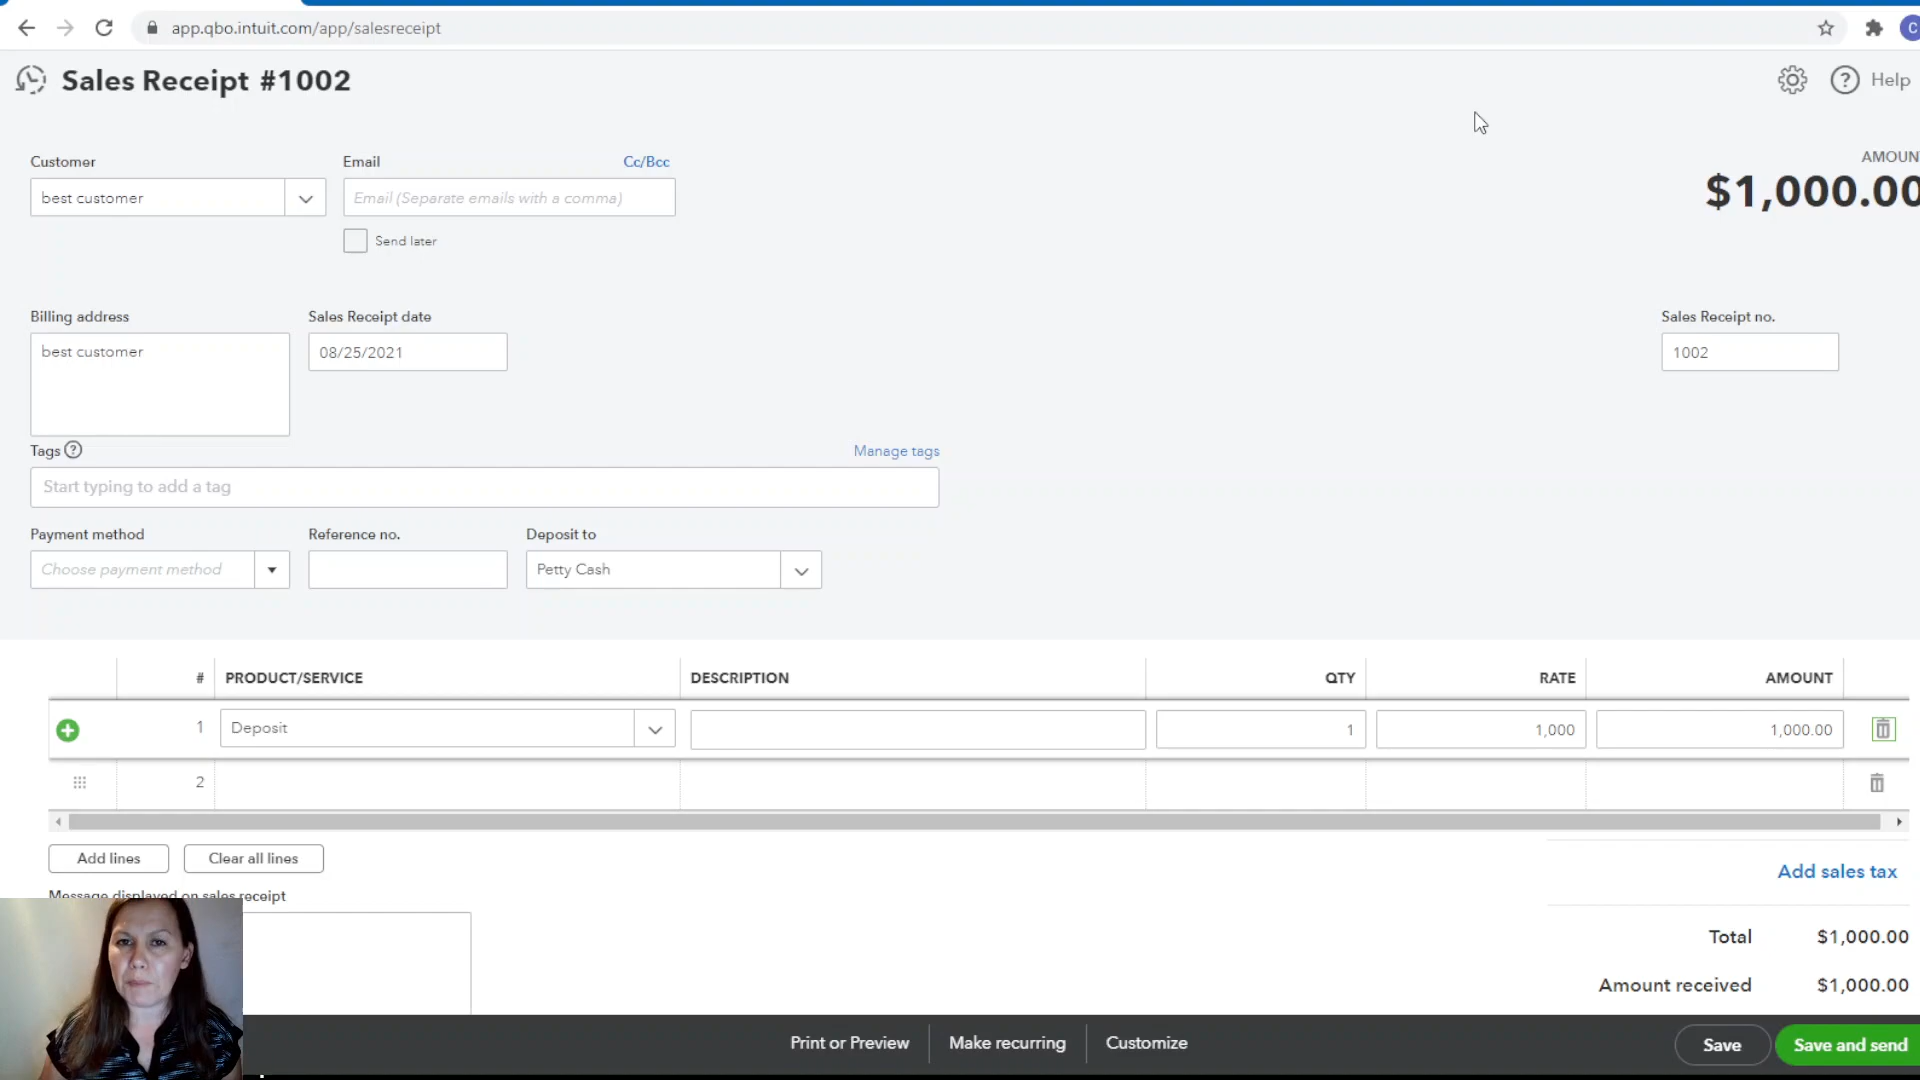 app.qbo.intuit.com/app/salesreceipt
C
Sales Receipt #1002
Help
Customer
Email
Cc/Bcc
AMOUN
best customer
Email (Separate emails with a comma)
$1,000.00
Send later
Billing address
Sales Receipt date
Sales Receipt no.
best customer
08/25/2021
1002
Tags ?
Manage tags
Start typing to add a tag
Payment method
Reference no.
Deposit to
Choose payment method
Petty Cash
# PRODUCT/SERVICE DESCRIPTION QTY RATE AMOUNT
1 Deposit 1 1,000 1,000.00
2
Add lines
Clear all lines
Add sales tax
Message displayed on sales receipt
Total $1,000.00
Amount received $1,000.00
Print or Preview
Make recurring
Customize
Save
Save and send